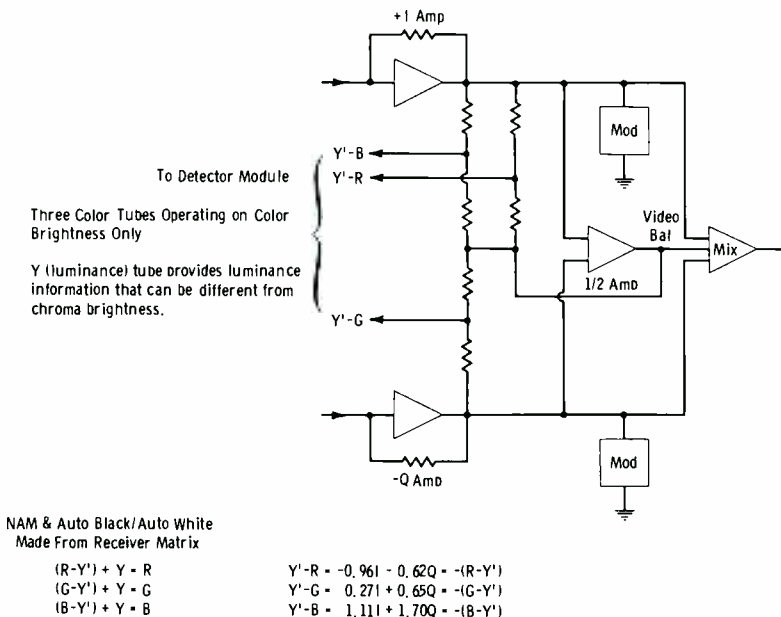 +1 Amp
Mod
Y'-B
To Detector Module
Y'-R
Three Color Tubes Operating on Color
Brightness Only
Video
Bal
Mix
Y (luminance) tube provides luminance
information that can be different from
chroma brightness.
1/2 Amp
Y'-G
Mod
-Q Amp
NAM & Auto Black/Auto White
Made From Receiver Matrix
(R-Y') + Y = R
Y'-R = -0.96I - 0.62Q = -(R-Y')
(G-Y') + Y = G
Y'-G = 0.27I + 0.65Q = -(G-Y')
(B-Y') + Y = B
Y'-B = 1.11I + 1.70Q = -(B-Y')